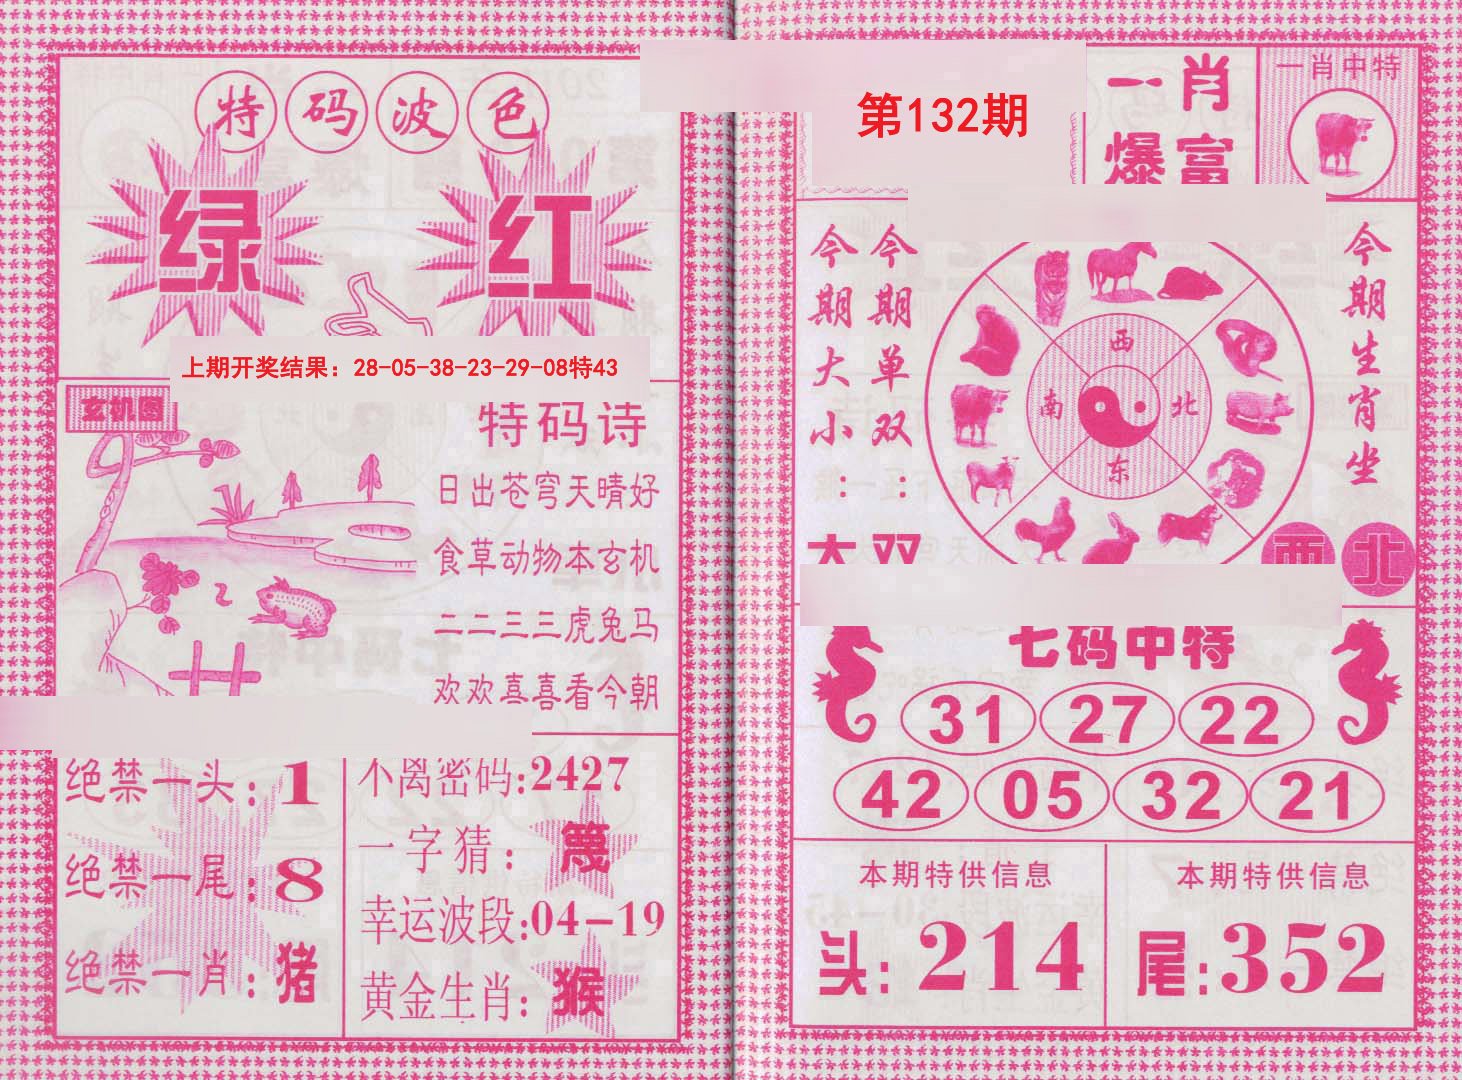 特码波色
绿 红
上期开奖结果：28-05-38-23-29-08特43
玄机图
特码诗
日出苍穹天晴好
食草动物本玄机
二二三三虎兔马
欢欢喜喜看今朝
绝禁一头：1
绝禁一尾：8
绝禁一肖：猪
不离密码：2427
一字猜：篾
幸运波段：04-19
黄金生肖：猴
第132期
一肖
爆富
一肖中特
今期大小：大
今期单双：双
西
南 北
东
今期生肖坐
西北
七码中特
31 27 22
42 05 32 21
本期特供信息
头：214
本期特供信息
尾：352